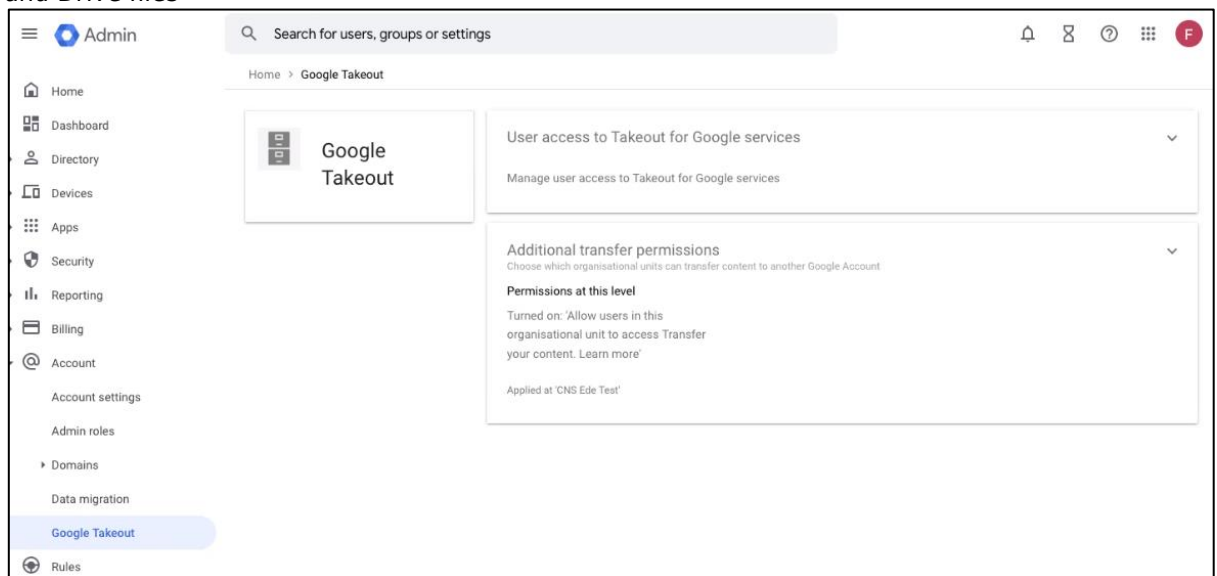 and Drive files
Admin
Search for users, groups or settings
F
Home > Google Takeout
Home
Dashboard
Directory
Devices
Apps
Security
Reporting
Billing
Account
Account settings
Admin roles
Domains
Data migration
Google Takeout
Rules
Google
Takeout
User access to Takeout for Google services
Manage user access to Takeout for Google services
Additional transfer permissions
Choose which organisational units can transfer content to another Google Account
Permissions at this level
Turned on: 'Allow users in this
organisational unit to access Transfer
your content. Learn more'
Applied at 'CNS Ede Test'